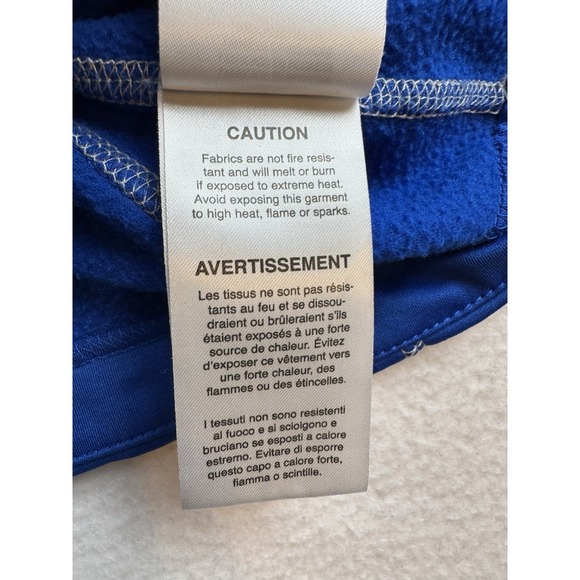 CAUTION
Fabrics are not fire resis-
tant and will melt or burn
if exposed to extreme heat.
Avoid exposing this garment
to high heat, flame or sparks.
AVERTISSEMENT
Les tissus ne sont pas résis-
tants au feu et se dissou-
draient ou brûleraient s'ils
étaient exposés à une forte
source de chaleur. Évitez
d'exposer ce vêtement vers
une forte chaleur, des
flammes ou des étincelles.
I tessuti non sono resistenti
al fuoco e si sciolgono e
bruciano se esposti a calore
estremo. Evitare di esporre
questo capo a calore forte,
fiamma o scintille.